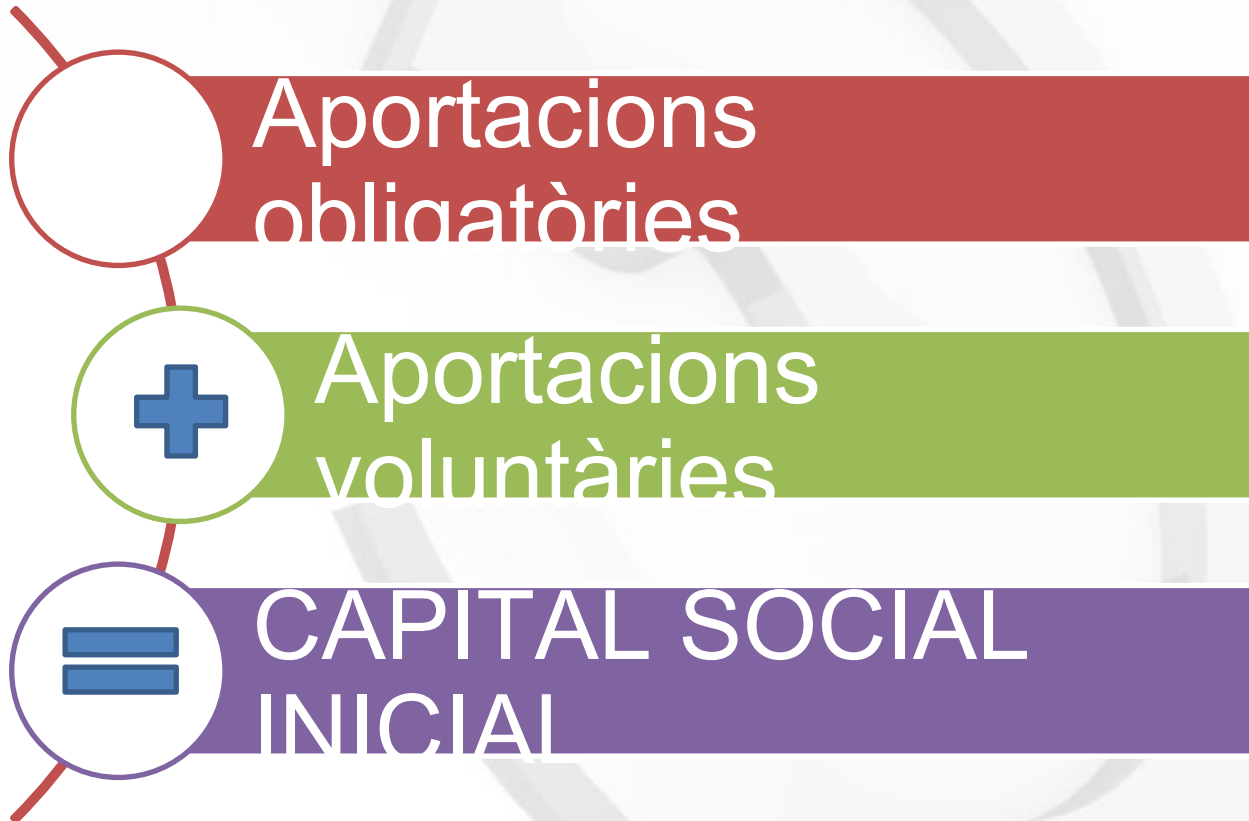 Aportacions
obligatòries
Aportacions
voluntàries
CAPITAL SOCIAL
INICIAL